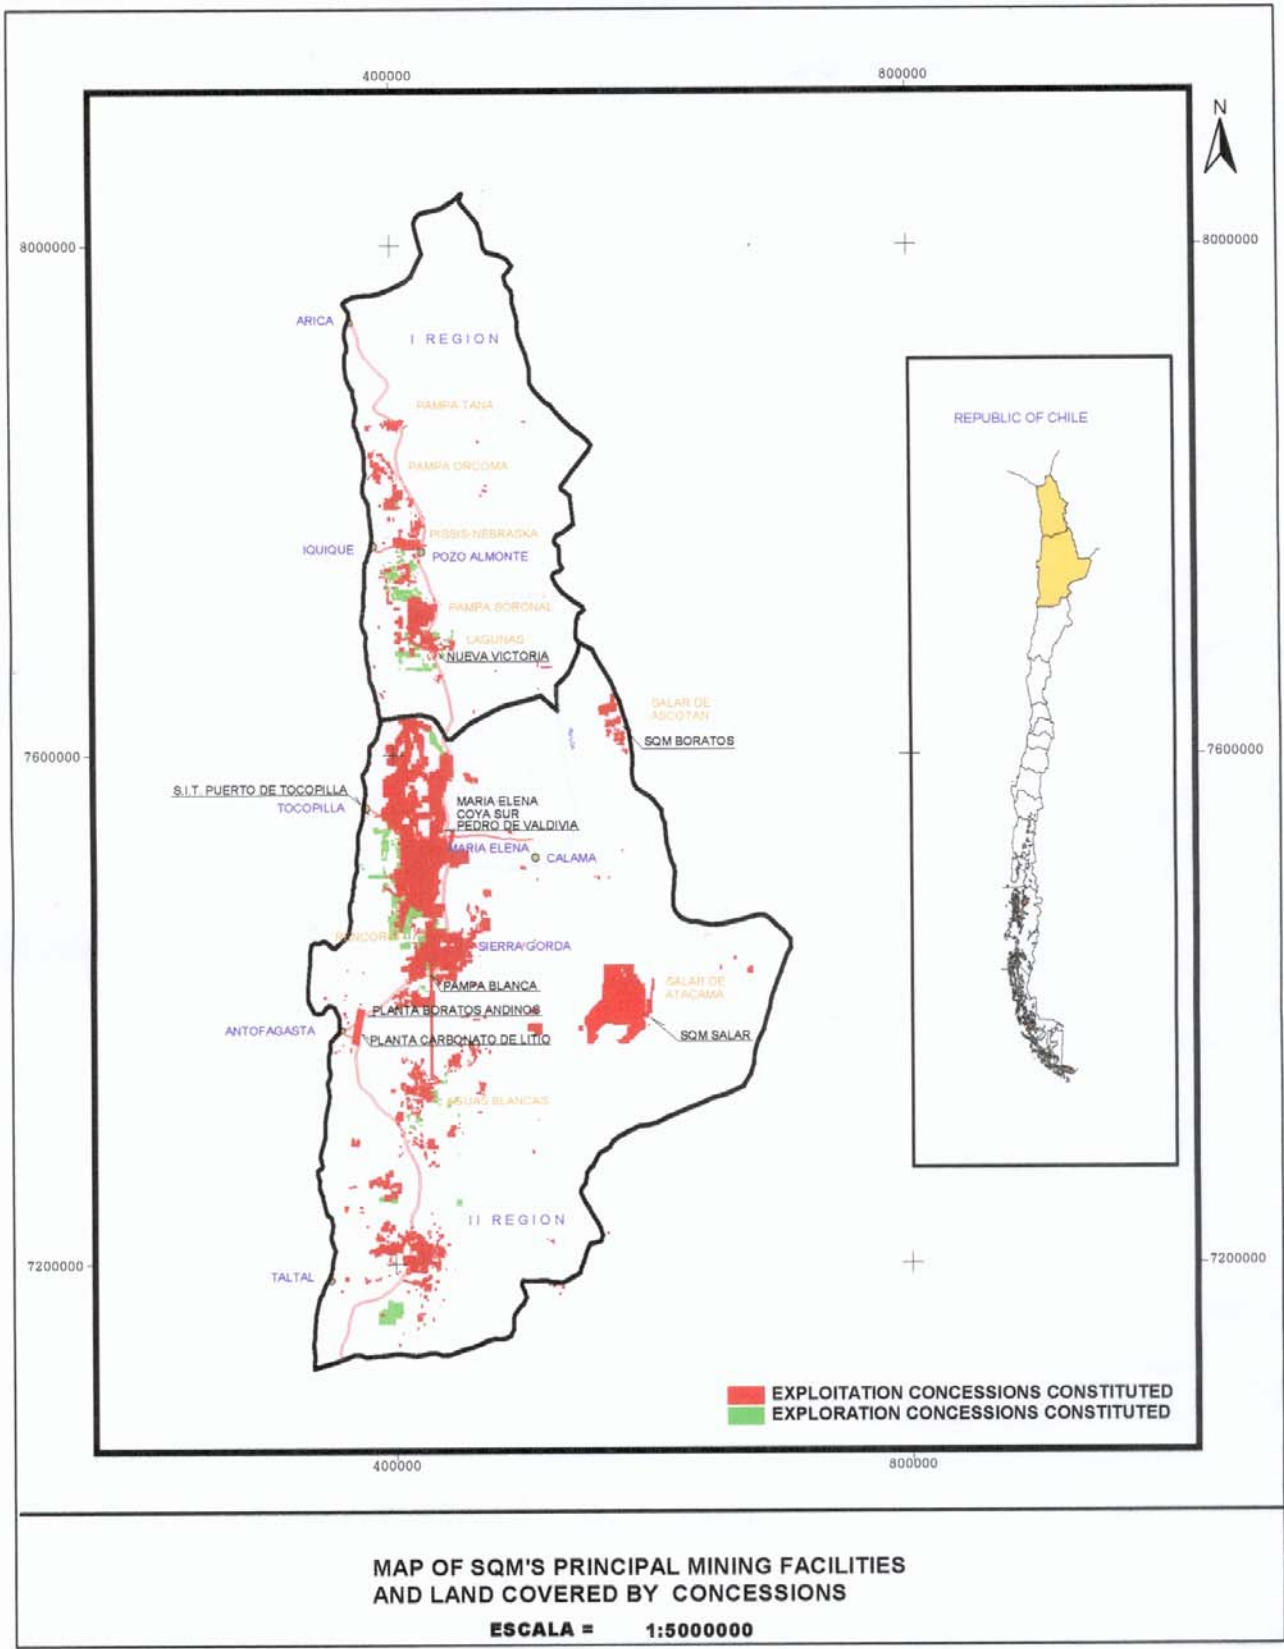 400000
800000
N
8000000
8000000
ARICA
I REGION
REPUBLIC OF CHILE
PAMPA TANA
PAMPA ORCOMA
PISSIS-NEBRASKA
IQUIQUE
POZO ALMONTE
PAMPA SORONAL
LAGUNAS
NUEVA VICTORIA
SALAR DE
ASCOTAN
SQM BORATOS
7600000
7600000
S.I.T. PUERTO DE TOCOPILLA
TOCOPILLA
MARIA ELENA
COYA SUR
PEDRO DE VALDIVIA
MARIA ELENA
CALAMA
SIERRA GORDA
PAMPA BLANCA
SALAR DE
ATACAMA
PLANTA BORATOS ANDINOS
ANTOFAGASTA
PLANTA CARBONATO DE LITIO
SQM SALAR
AGUAS BLANCAS
II REGION
7200000
7200000
TALTAL
EXPLOITATION CONCESSIONS CONSTITUTED
EXPLORATION CONCESSIONS CONSTITUTED
400000
800000
MAP OF SQM'S PRINCIPAL MINING FACILITIES
AND LAND COVERED BY CONCESSIONS
ESCALA = 1:5000000